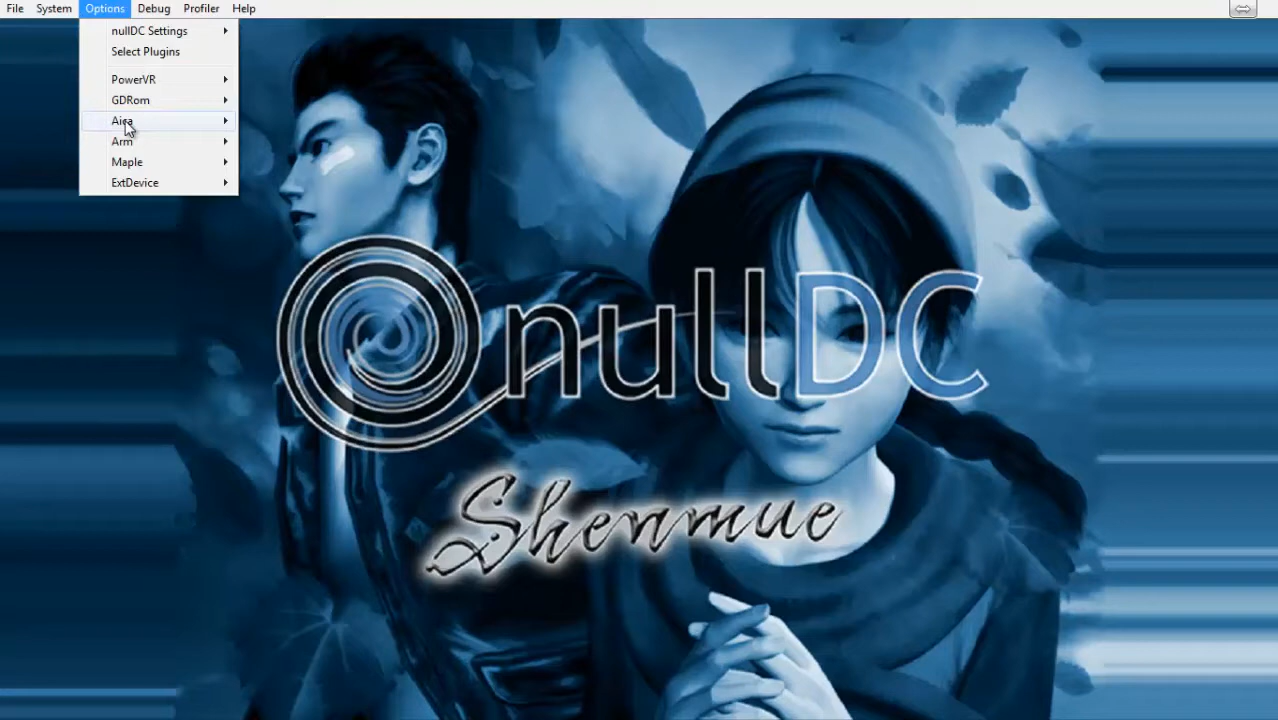 File System Options Debug Profiler Help
nullDC Settings
Select Plugins
PowerVR
GDRom
Aica
Arm
Maple
ExtDevice
nullDC
Shenmue